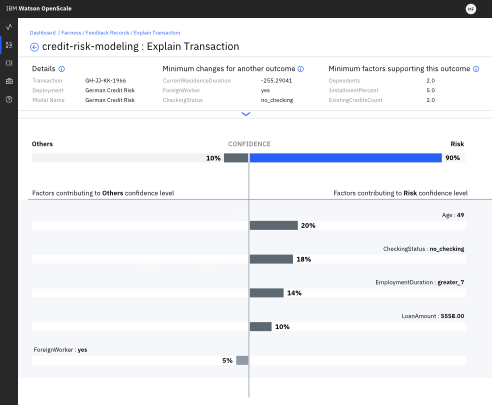 IBM Watson OpenScale
MF
Dashboard / Fairness / Feedback Records / Explain Transaction
credit-risk-modeling : Explain Transaction
Details
Transaction GH-JJ-KK-1966
Deployment German Credit Risk
Model Name German Credit Risk
Minimum changes for another outcome
CurrentResidenceDuration -255.29041
ForeignWorker yes
CheckingStatus no_checking
Minimum factors supporting this outcome
Dependents 2.0
InstallmentPercent 5.0
ExistingCreditCount 2.0
Others CONFIDENCE Risk
10% 90%
Factors contributing to Others confidence level Factors contributing to Risk confidence level
Age : 49
20%
CheckingStatus : no_checking
18%
EmploymentDuration : greater_7
14%
LoanAmount : 5558.00
10%
ForeignWorker : yes
5%